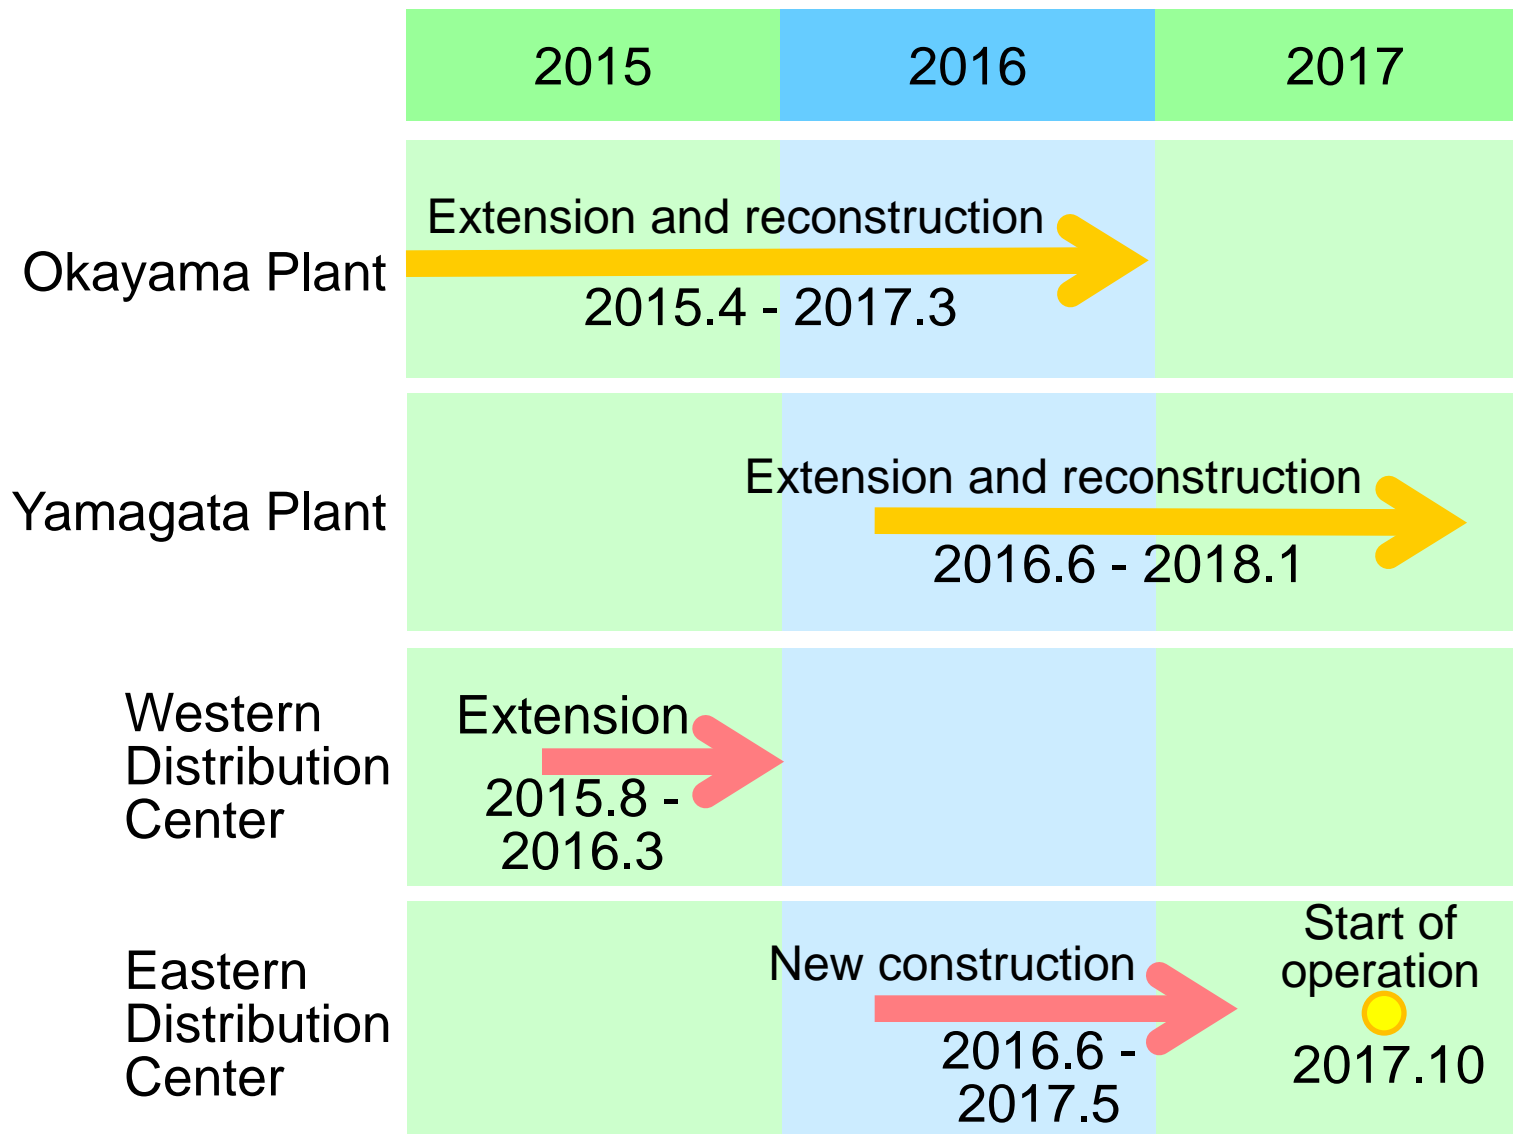 2015 2016 2017
Okayama Plant
Extension and reconstruction
2015.4 - 2017.3
Yamagata Plant
Extension and reconstruction
2016.6 - 2018.1
Western
Distribution
Center
Extension
2015.8 -
2016.3
Eastern
Distribution
Center
New construction
2016.6 -
2017.5
Start of
operation
2017.10